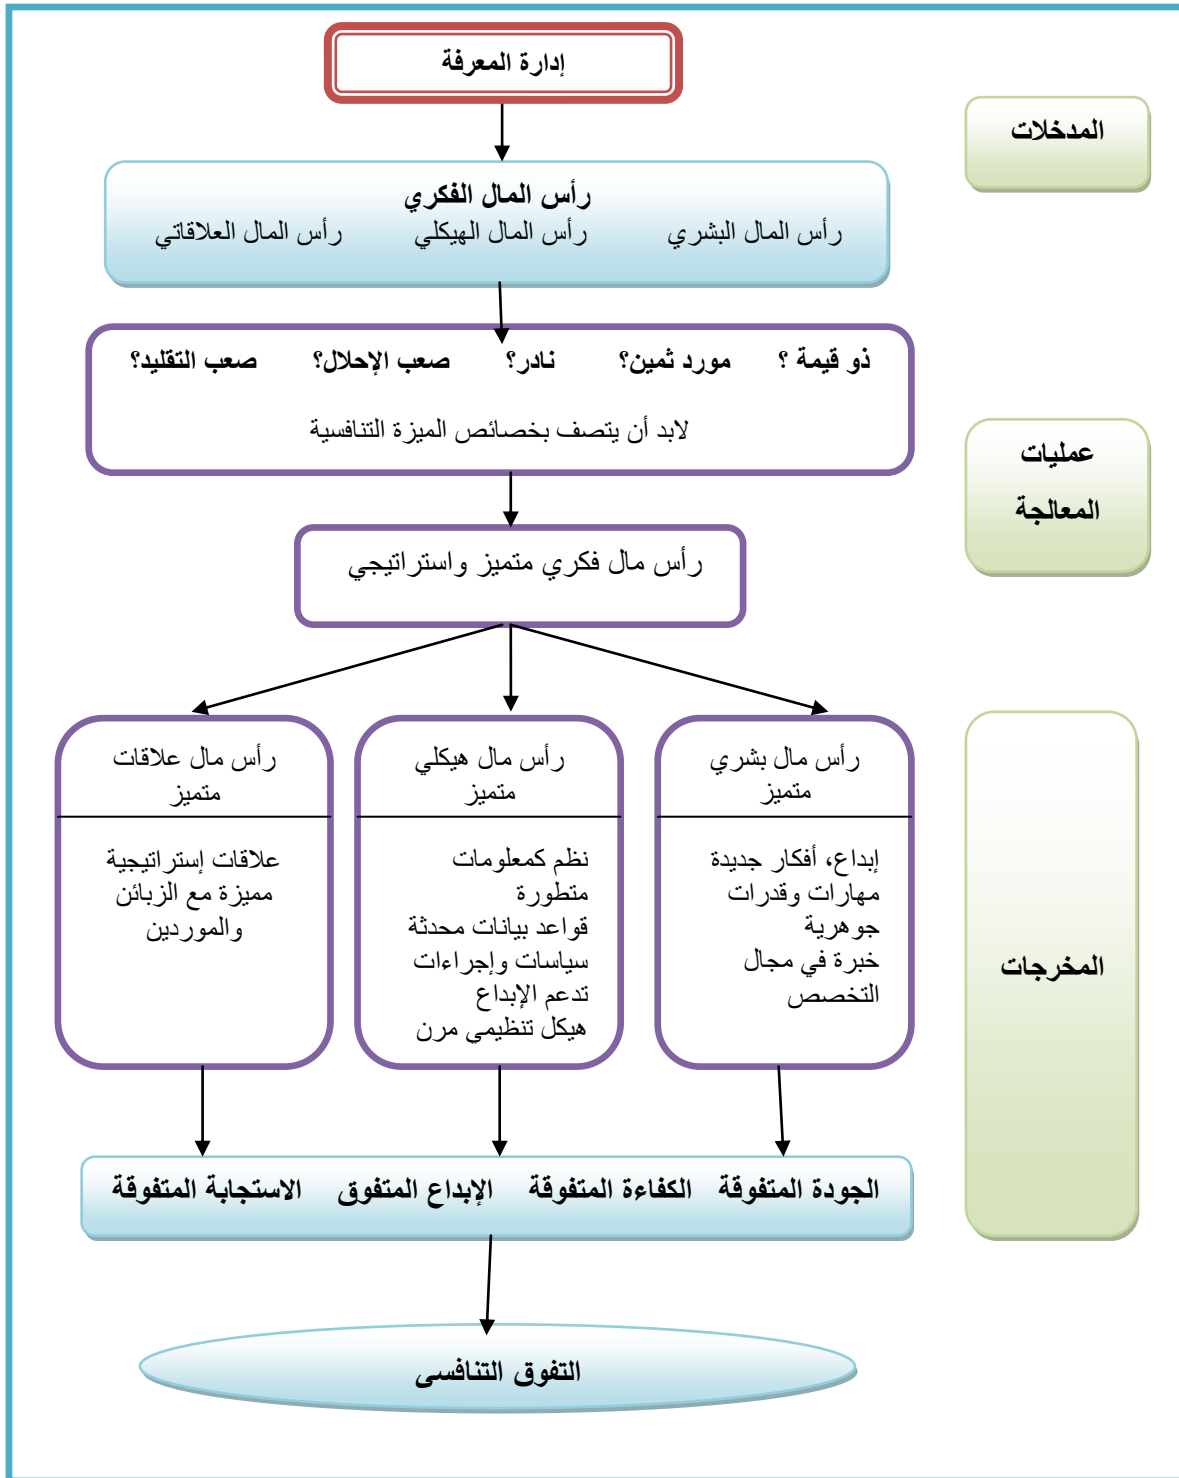 إدارة المعرفة
المدخلات
رأس المال الفكري
رأس المال البشري رأس المال الهيكلي رأس المال العلاقاتي
ذو قيمة ؟ مورد ثمين؟ نادر؟ صعب الإحلال؟ صعب التقليد؟
لابد أن يتصف بخصائص الميزة التنافسية
عمليات
المعالجة
رأس مال فكري متميز واستراتيجي
رأس مال بشري
متميز
إبداع، أفكار جديدة
مهارات وقدرات
جوهرية
خبرة في مجال
التخصص
رأس مال هيكلي
متميز
نظم كمعلومات
متطورة
قواعد بيانات محدثة
سياسات وإجراءات
تدعم الإبداع
هيكل تنظيمي مرن
رأس مال علاقات
متميز
علاقات إستراتيجية
مميزة مع الزبائن
والموردين
المخرجات
الجودة المتفوقة الكفاءة المتفوقة الإبداع المتفوق الاستجابة المتفوقة
التفوق التنافسى